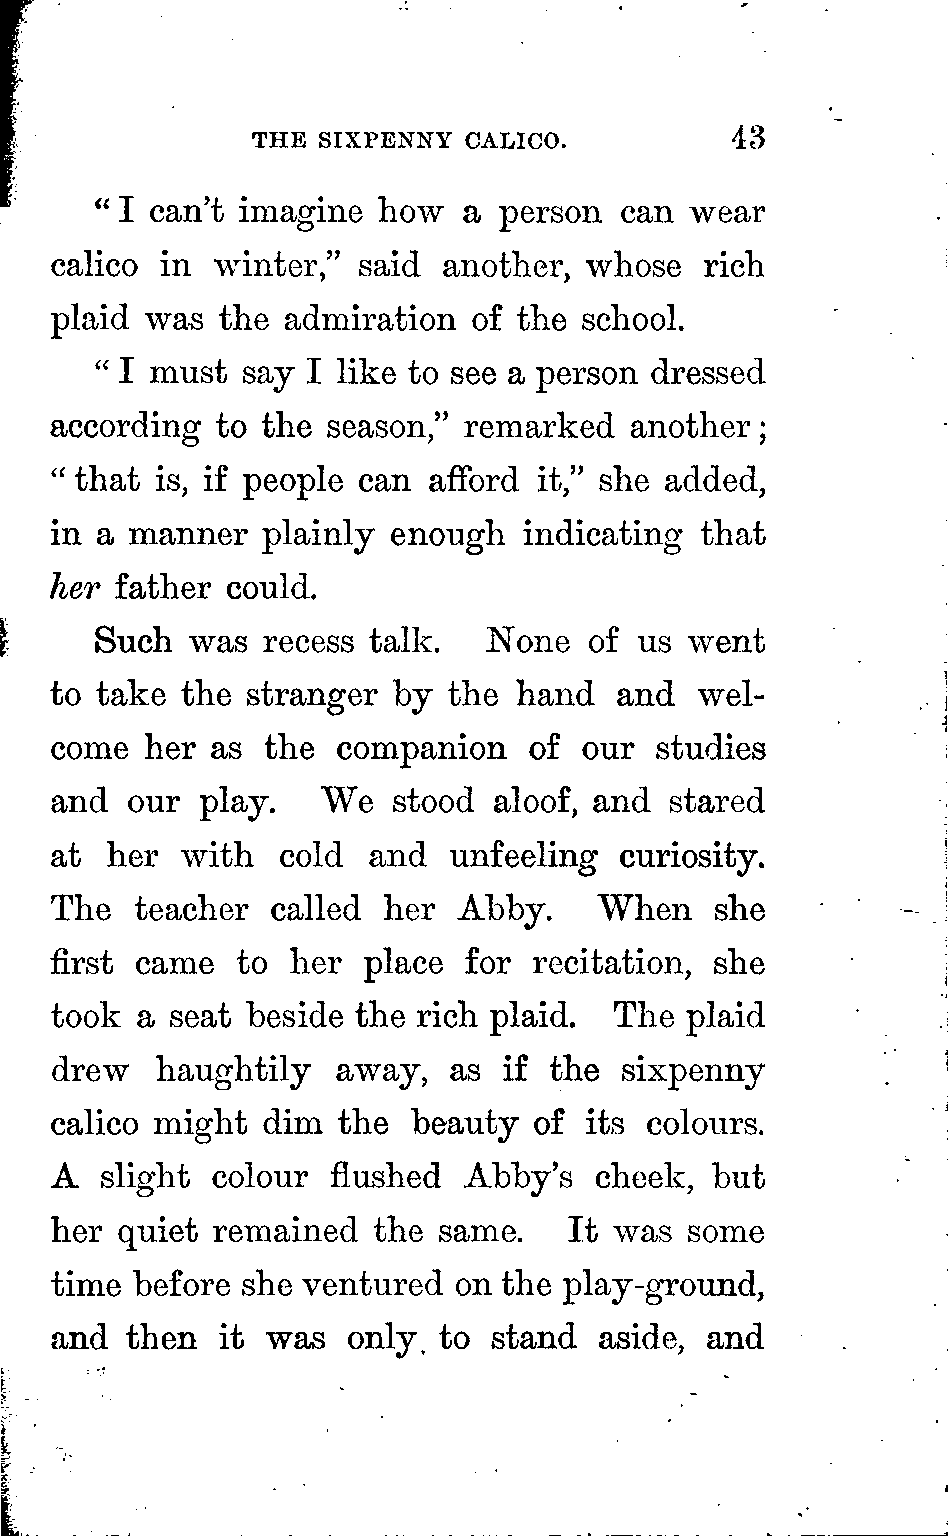 THE SIXPENNY CALICO. 43
“I can’t imagine how a person can wear
calico in winter,” said another, whose rich
plaid was the admiration of the school.
“I must say I like to see a person dressed
according to the season,” remarked another;
“that is, if people can afford it,” she added,
in a manner plainly enough indicating that
her father could.
Such was recess talk. None of us went
to take the stranger by the hand and wel-
come her as the companion of our studies
and our play. We stood aloof, and stared
at her with cold and unfeeling curiosity.
The teacher called her Abby. When she
first came to her place for recitation, she
took a seat beside the rich plaid. The plaid
drew haughtily away, as if the sixpenny
calico might dim the beauty of its colours.
A slight colour flushed Abby’s cheek, but
her quiet remained the same. It was some
time before she ventured on the play-ground,
and then it was only to stand aside, and